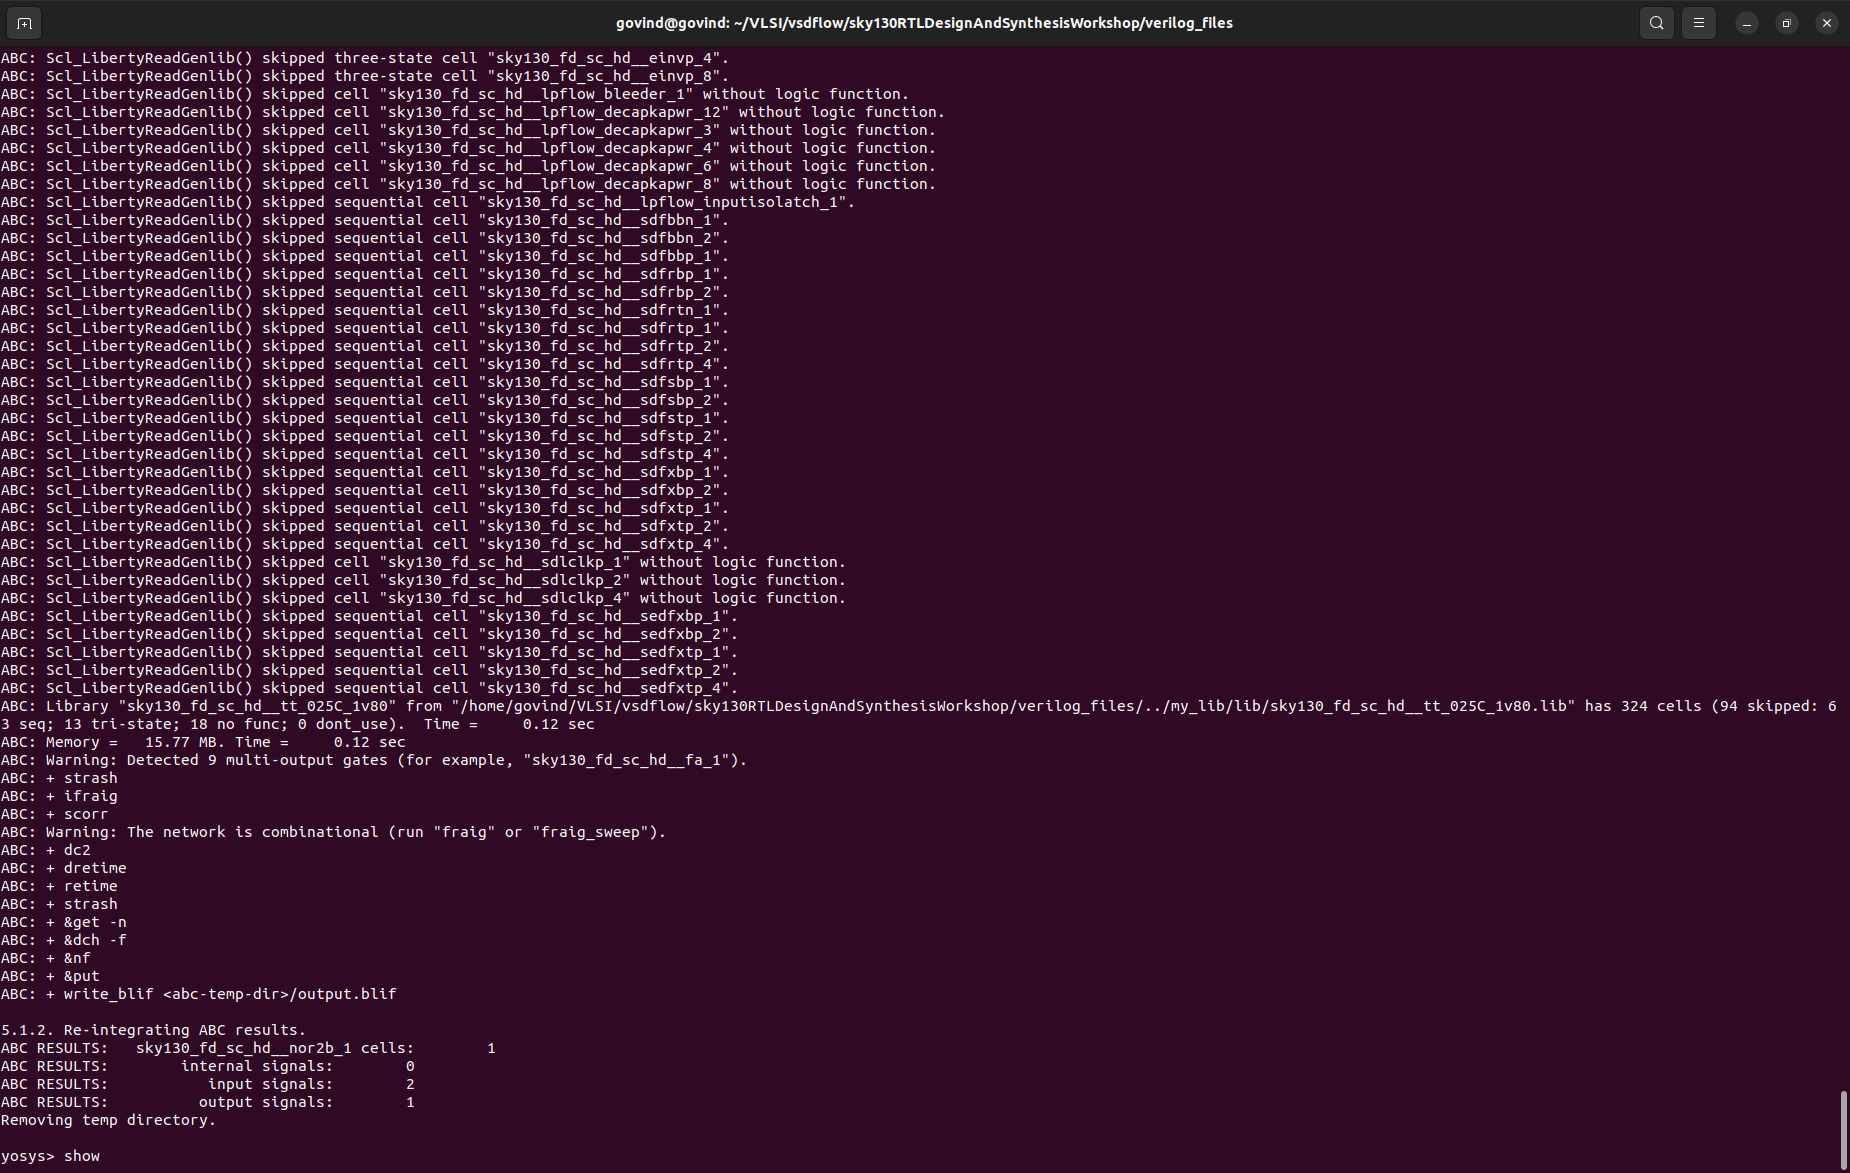 govind@govind: ~/VLSI/vsdflow/sky130RTLDesignAndSynthesisWorkshop/verilog_files
ABC: Scl_LibertyReadGenlib() skipped three-state cell "sky130_fd_sc_hd__einvp_4".
ABC: Scl_LibertyReadGenlib() skipped three-state cell "sky130_fd_sc_hd__einvp_8".
ABC: Scl_LibertyReadGenlib() skipped cell "sky130_fd_sc_hd__lpflow_bleeder_1" without logic function.
ABC: Scl_LibertyReadGenlib() skipped cell "sky130_fd_sc_hd__lpflow_decapkapwr_12" without logic function.
ABC: Scl_LibertyReadGenlib() skipped cell "sky130_fd_sc_hd__lpflow_decapkapwr_3" without logic function.
ABC: Scl_LibertyReadGenlib() skipped cell "sky130_fd_sc_hd__lpflow_decapkapwr_4" without logic function.
ABC: Scl_LibertyReadGenlib() skipped cell "sky130_fd_sc_hd__lpflow_decapkapwr_6" without logic function.
ABC: Scl_LibertyReadGenlib() skipped cell "sky130_fd_sc_hd__lpflow_decapkapwr_8" without logic function.
ABC: Scl_LibertyReadGenlib() skipped sequential cell "sky130_fd_sc_hd__lpflow_inputisolatch_1".
ABC: Scl_LibertyReadGenlib() skipped sequential cell "sky130_fd_sc_hd__sdfbbn_1".
ABC: Scl_LibertyReadGenlib() skipped sequential cell "sky130_fd_sc_hd__sdfbbn_2".
ABC: Scl_LibertyReadGenlib() skipped sequential cell "sky130_fd_sc_hd__sdfbbp_1".
ABC: Scl_LibertyReadGenlib() skipped sequential cell "sky130_fd_sc_hd__sdfrbp_1".
ABC: Scl_LibertyReadGenlib() skipped sequential cell "sky130_fd_sc_hd__sdfrbp_2".
ABC: Scl_LibertyReadGenlib() skipped sequential cell "sky130_fd_sc_hd__sdfrtn_1".
ABC: Scl_LibertyReadGenlib() skipped sequential cell "sky130_fd_sc_hd__sdfrtp_1".
ABC: Scl_LibertyReadGenlib() skipped sequential cell "sky130_fd_sc_hd__sdfrtp_2".
ABC: Scl_LibertyReadGenlib() skipped sequential cell "sky130_fd_sc_hd__sdfrtp_4".
ABC: Scl_LibertyReadGenlib() skipped sequential cell "sky130_fd_sc_hd__sdfsbp_1".
ABC: Scl_LibertyReadGenlib() skipped sequential cell "sky130_fd_sc_hd__sdfsbp_2".
ABC: Scl_LibertyReadGenlib() skipped sequential cell "sky130_fd_sc_hd__sdfstp_1".
ABC: Scl_LibertyReadGenlib() skipped sequential cell "sky130_fd_sc_hd__sdfstp_2".
ABC: Scl_LibertyReadGenlib() skipped sequential cell "sky130_fd_sc_hd__sdfstp_4".
ABC: Scl_LibertyReadGenlib() skipped sequential cell "sky130_fd_sc_hd__sdfxbp_1".
ABC: Scl_LibertyReadGenlib() skipped sequential cell "sky130_fd_sc_hd__sdfxbp_2".
ABC: Scl_LibertyReadGenlib() skipped sequential cell "sky130_fd_sc_hd__sdfxtp_1".
ABC: Scl_LibertyReadGenlib() skipped sequential cell "sky130_fd_sc_hd__sdfxtp_2".
ABC: Scl_LibertyReadGenlib() skipped sequential cell "sky130_fd_sc_hd__sdfxtp_4".
ABC: Scl_LibertyReadGenlib() skipped cell "sky130_fd_sc_hd__sdlclkp_1" without logic function.
ABC: Scl_LibertyReadGenlib() skipped cell "sky130_fd_sc_hd__sdlclkp_2" without logic function.
ABC: Scl_LibertyReadGenlib() skipped cell "sky130_fd_sc_hd__sdlclkp_4" without logic function.
ABC: Scl_LibertyReadGenlib() skipped sequential cell "sky130_fd_sc_hd__sedfxbp_1".
ABC: Scl_LibertyReadGenlib() skipped sequential cell "sky130_fd_sc_hd__sedfxbp_2".
ABC: Scl_LibertyReadGenlib() skipped sequential cell "sky130_fd_sc_hd__sedfxtp_1".
ABC: Scl_LibertyReadGenlib() skipped sequential cell "sky130_fd_sc_hd__sedfxtp_2".
ABC: Scl_LibertyReadGenlib() skipped sequential cell "sky130_fd_sc_hd__sedfxtp_4".
ABC: Library "sky130_fd_sc_hd__tt_025C_1v80" from "/home/govind/VLSI/vsdflow/sky130RTLDesignAndSynthesisWorkshop/verilog_files/../my_lib/lib/sky130_fd_sc_hd__tt_025C_1v80.lib" has 324 cells (94 skipped: 6
3 seq; 13 tri-state; 18 no func; 0 dont_use).  Time =     0.12 sec
ABC: Memory =   15.77 MB. Time =     0.12 sec
ABC: Warning: Detected 9 multi-output gates (for example, "sky130_fd_sc_hd__fa_1").
ABC: + strash
ABC: + ifraig
ABC: + scorr
ABC: Warning: The network is combinational (run "fraig" or "fraig_sweep").
ABC: + dc2
ABC: + dretime
ABC: + retime
ABC: + strash
ABC: + &get -n
ABC: + &dch -f
ABC: + &nf
ABC: + &put
ABC: + write_blif <abc-temp-dir>/output.blif
5.1.2. Re-integrating ABC results.
ABC RESULTS:   sky130_fd_sc_hd__nor2b_1 cells:        1
ABC RESULTS:        internal signals:        0
ABC RESULTS:           input signals:        2
ABC RESULTS:          output signals:        1
Removing temp directory.
yosys> show